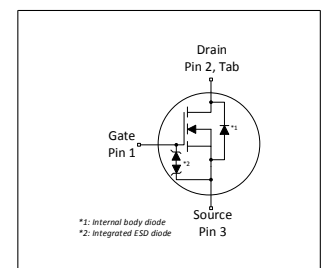 Drain
Pin 2, Tab
*1
Gate
Pin 1
*2
Source
Pin 3
*1: Internal body diode
*2: Integrated ESD diode